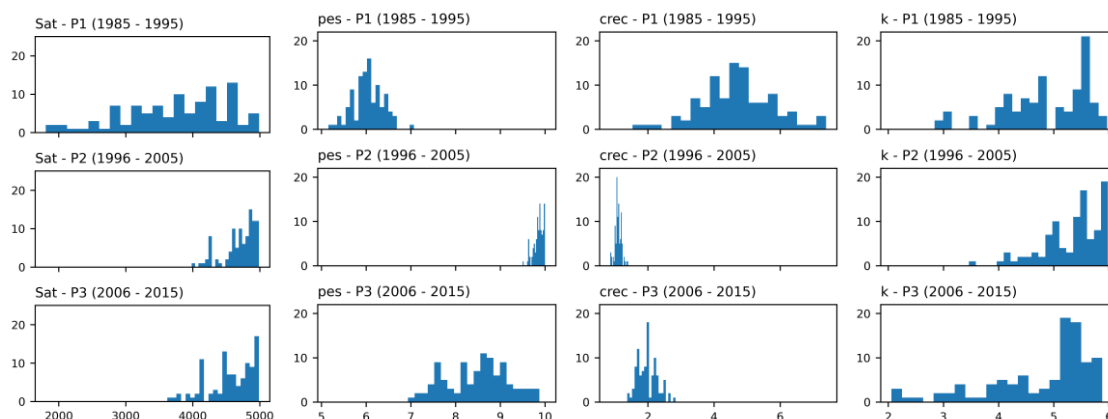 Sat - P1 (1985 - 1995)
20
10
0
2000 3000 4000 5000
pes - P1 (1985 - 1995)
20
10
0
crec - P1 (1985 - 1995)
20
10
0
k - P1 (1985 - 1995)
20
10
0
Sat - P2 (1996 - 2005)
20
10
0
pes - P2 (1996 - 2005)
20
10
0
crec - P2 (1996 - 2005)
20
10
0
k - P2 (1996 - 2005)
20
10
0
Sat - P3 (2006 - 2015)
20
10
0
2000 3000 4000 5000
pes - P3 (2006 - 2015)
20
10
0
5 6 7 8 9 10
crec - P3 (2006 - 2015)
20
10
0
2 4 6
k - P3 (2006 - 2015)
20
10
0
2 3 4 5